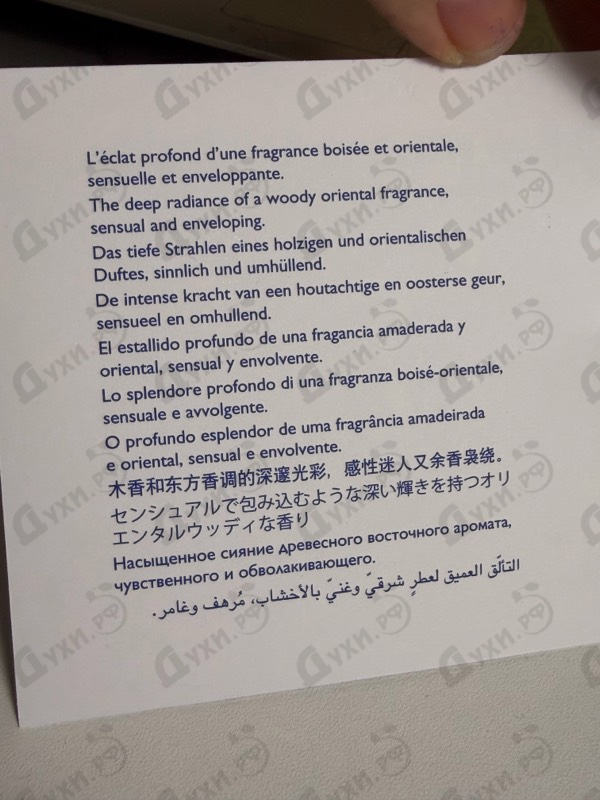 L'éclat profond d'une fragrance boisée et orientale,
sensuelle et enveloppante.
The deep radiance of a woody oriental fragrance,
sensual and enveloping.
Das tiefe Strahlen eines holzigen und orientalischen
Duftes, sinnlich und umhüllend.
De intense kracht van een houtachtige en oosterse geur,
sensueel en omhullend.
El estallido profundo de una fragancia amaderada y
oriental, sensual y envolvente.
Lo splendore profondo di una fragranza boisé-orientale,
sensuale e avvolgente.
O profundo esplendor de uma fragrância amadeirada
e oriental, sensual e envolvente.
木香和东方香调的深邃光彩，感性迷人又余香袅绕。
センシュアルで包み込むような深い輝きを持つオリ
エンタルウッディな香り
Насыщенное сияние древесного восточного аромата,
чувственного и обволакивающего.
التألّق العميق لعطرٍ شرقيّ وغنيّ بالأخشاب، مُرهف وغامر.